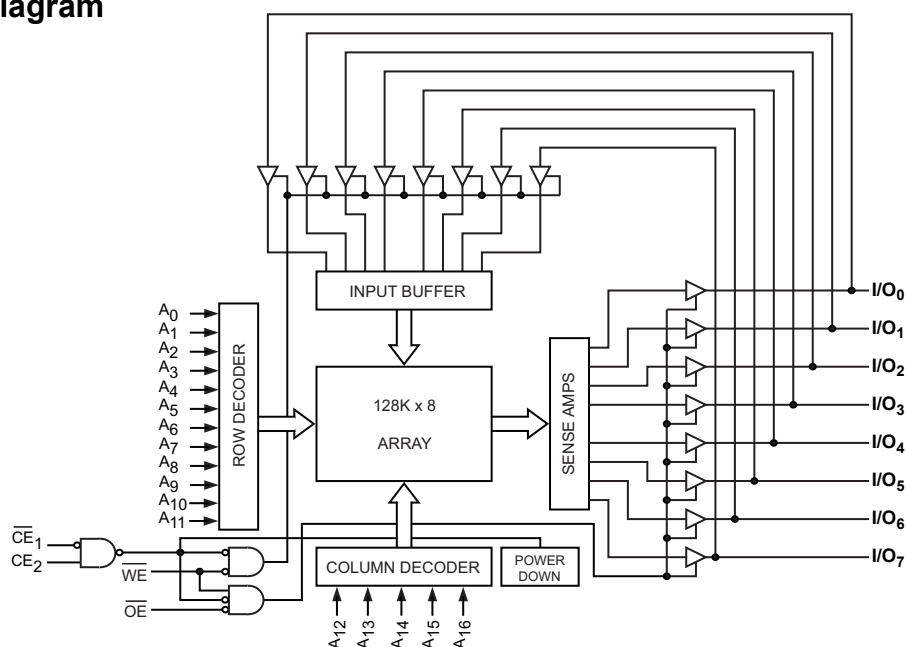 lagram
INPUT BUFFER
A0
A1
A2
A3
A4
A5
A6
A7
A8
A9
A10
A11
ROW DECODER
128K x 8
ARRAY
SENSE AMPS
I/O0
I/O1
I/O2
I/O3
I/O4
I/O5
I/O6
I/O7
CE1
CE2
WE
OE
COLUMN DECODER
POWER
DOWN
A12
A13
A14
A15
A16